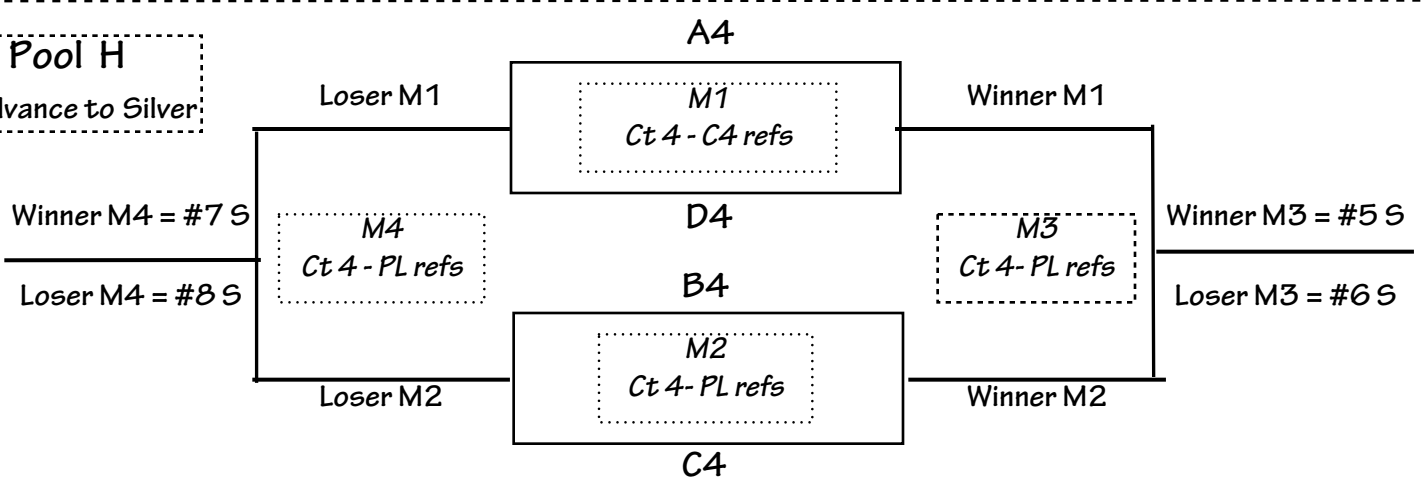 Pool H
dvance to Silver
A4
Loser M1
M1
Ct 4 - C4 refs
Winner M1
D4
Winner M4 = #7 S
Loser M4 = #8 S
M4
Ct 4 - PL refs
M3
Ct 4- PL refs
Winner M3 = #5 S
Loser M3 = #6 S
B4
M2
Ct 4- PL refs
Loser M2
Winner M2
C4